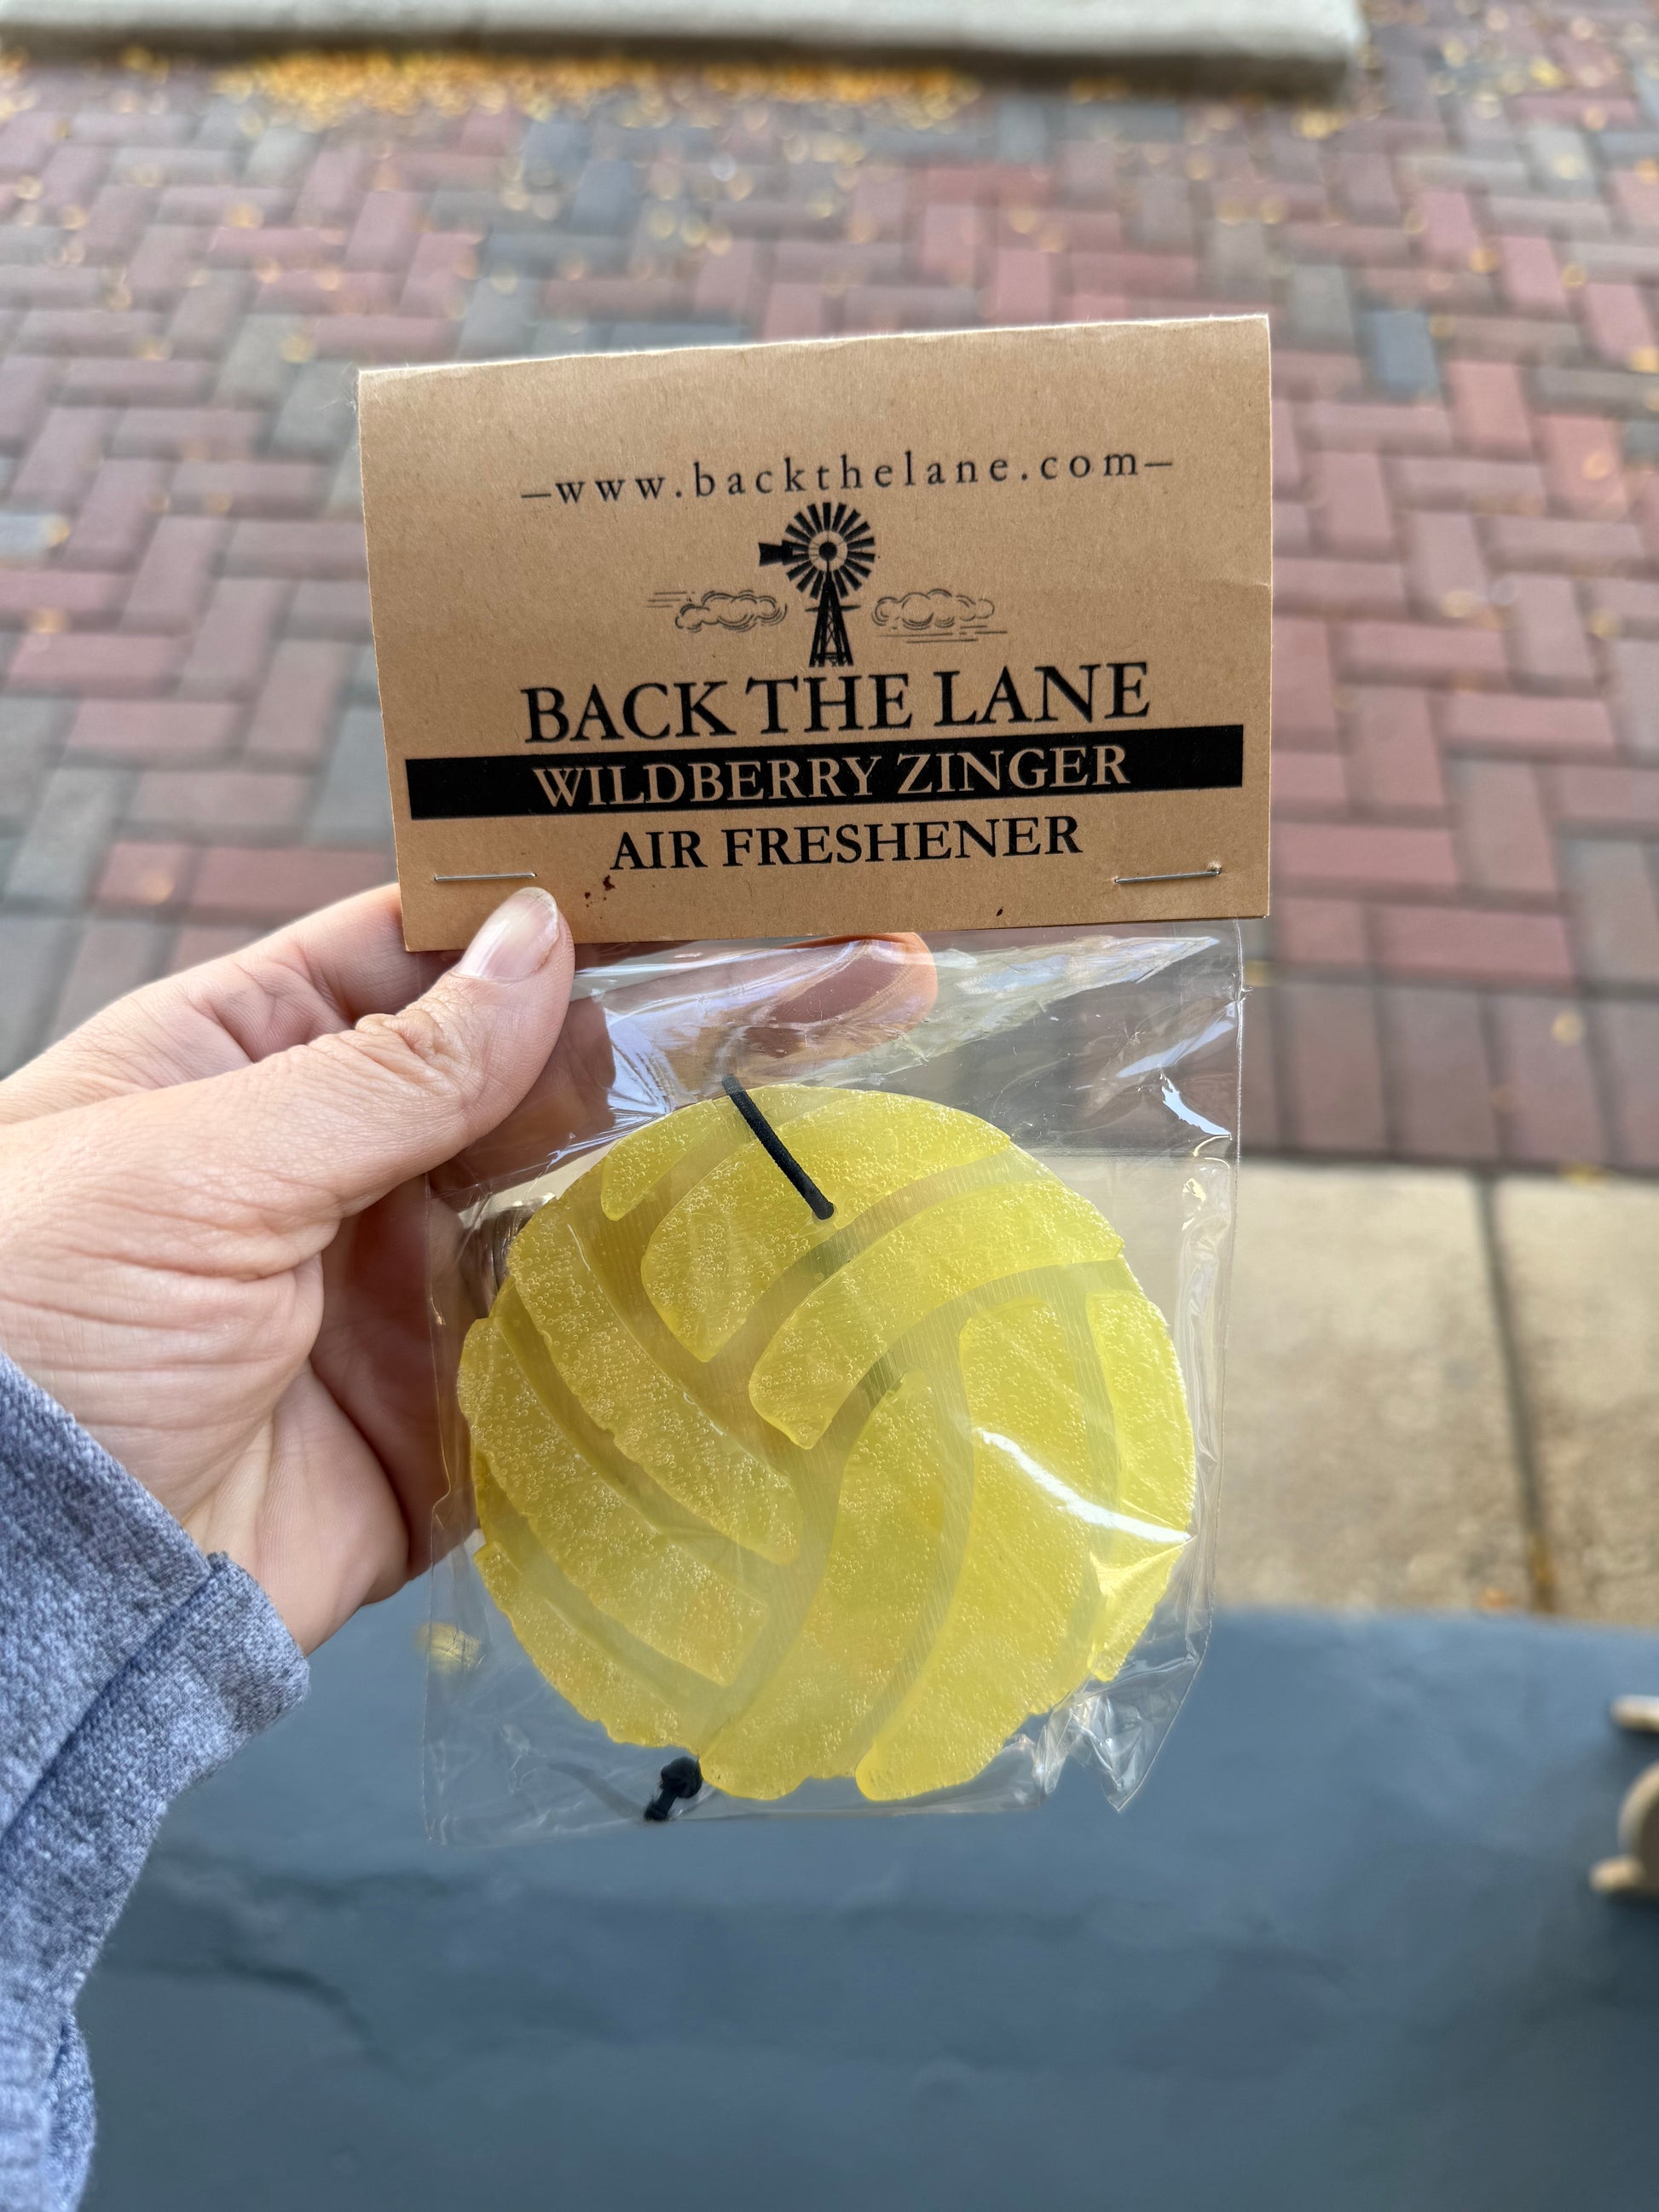 –www.backthelane.com–
BACK THE LANE
WILDBERRY ZINGER
AIR FRESHENER